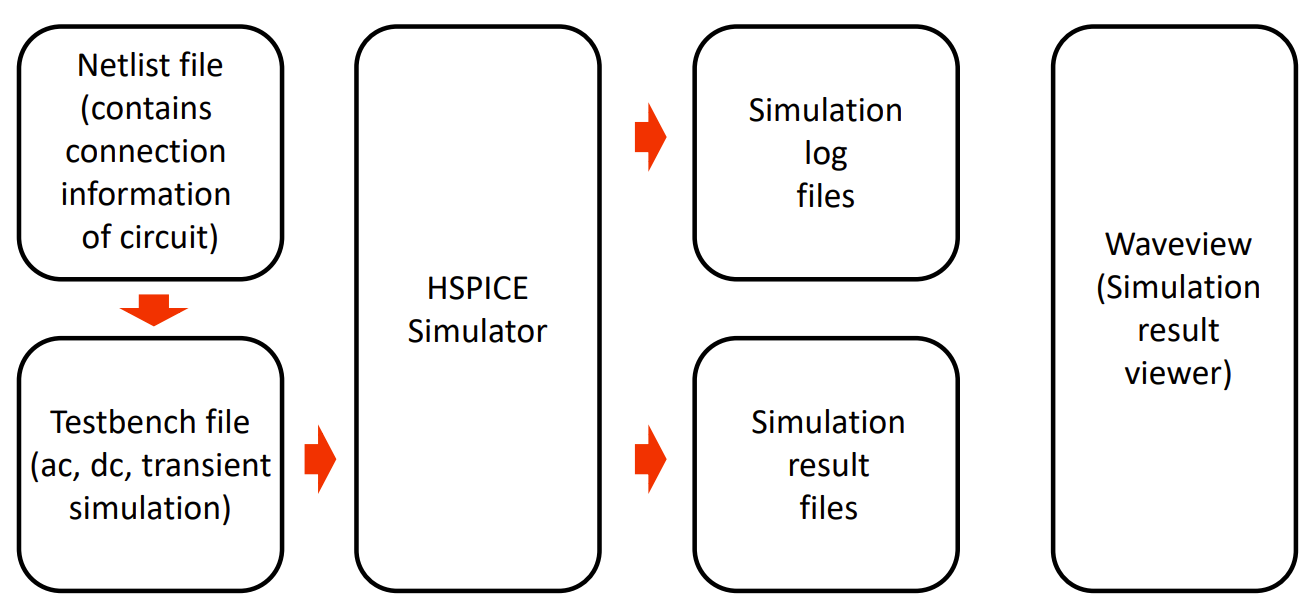 Netlist file
(contains
connection
information
of circuit)
Testbench file
(ac, dc, transient
simulation)
HSPICE
Simulator
Simulation
log
files
Simulation
result
files
Waveview
(Simulation
result
viewer)